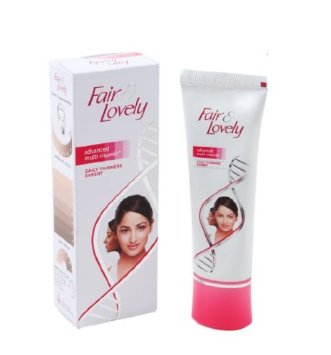 Fair &
Lovely
advanced
multi vitamin
DAILY FAIRNESS
EXPERT
Fair &
Lovely
advanced
multi vitamin
DAILY FAIRNESS
EXPERT